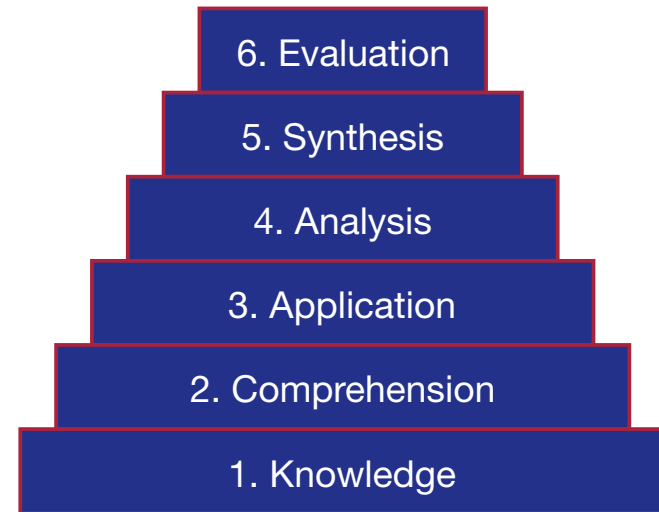 6. Evaluation
5. Synthesis
4. Analysis
3. Application
2. Comprehension
1. Knowledge